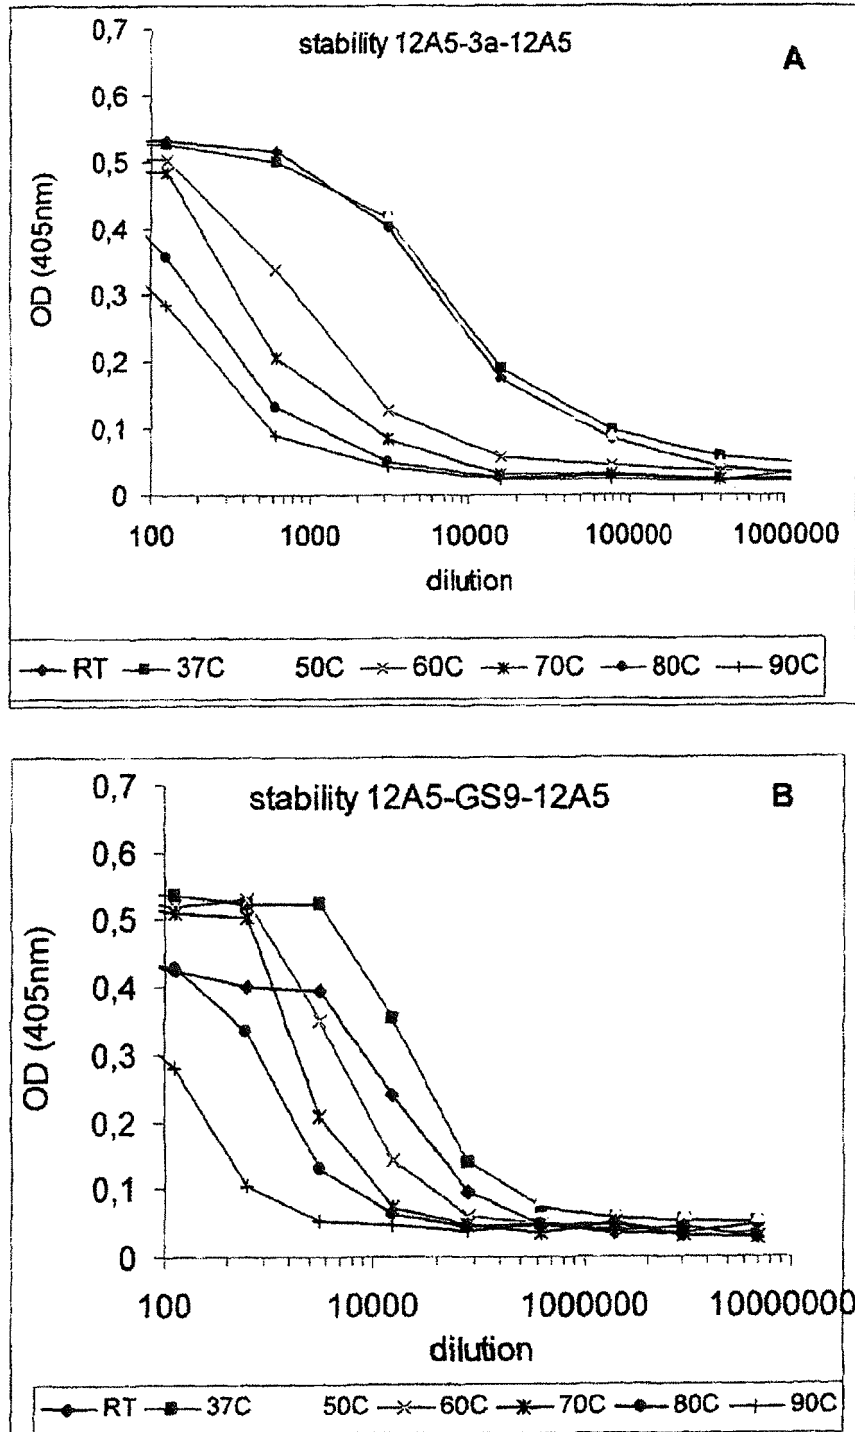 stability 12A5-3a-12A5
A
0,7
0,6
0,5
0,4
0,3
0,2
0,1
0
OD (405nm)
100 1000 10000 100000 1000000
dilution
RT 37C 50C 60C 70C 80C 90C
stability 12A5-GS9-12A5
B
0,7
0,6
0,5
0,4
0,3
0,2
0,1
0
OD (405nm)
100 10000 1000000 10000000
dilution
RT 37C 50C 60C 70C 80C 90C